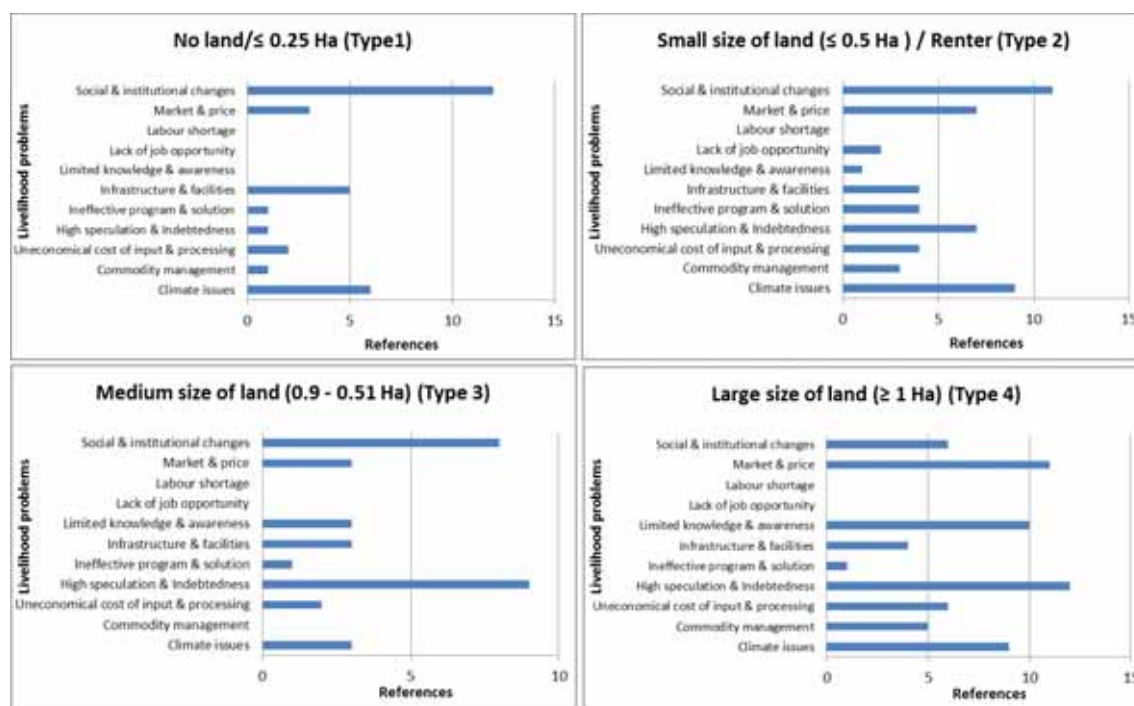 No land/≤ 0.25 Ha (Type1)
Livelihood problems
Social & institutional changes
Market & price
Labour shortage
Lack of job opportunity
Limited knowledge & awareness
Infrastructure & facilities
Ineffective program & solution
High speculation & Indebtedness
Uneconomical cost of input & processing
Commodity management
Climate issues
0 5 10 15
References
Small size of land (≤ 0.5 Ha ) / Renter (Type 2)
Livelihood problems
Social & institutional changes
Market & price
Labour shortage
Lack of job opportunity
Limited knowledge & awareness
Infrastructure & facilities
Ineffective program & solution
High speculation & Indebtedness
Uneconomical cost of input & processing
Commodity management
Climate issues
0 5 10 15
References
Medium size of land (0.9 - 0.51 Ha) (Type 3)
Livelihood problems
Social & institutional changes
Market & price
Labour shortage
Lack of job opportunity
Limited knowledge & awareness
Infrastructure & facilities
Ineffective program & solution
High speculation & Indebtedness
Uneconomical cost of input & processing
Commodity management
Climate issues
0 5 10
References
Large size of land (≥ 1 Ha) (Type 4)
Livelihood problems
Social & institutional changes
Market & price
Labour shortage
Lack of job opportunity
Limited knowledge & awareness
Infrastructure & facilities
Ineffective program & solution
High speculation & Indebtedness
Uneconomical cost of input & processing
Commodity management
Climate issues
0 5 10 15
References